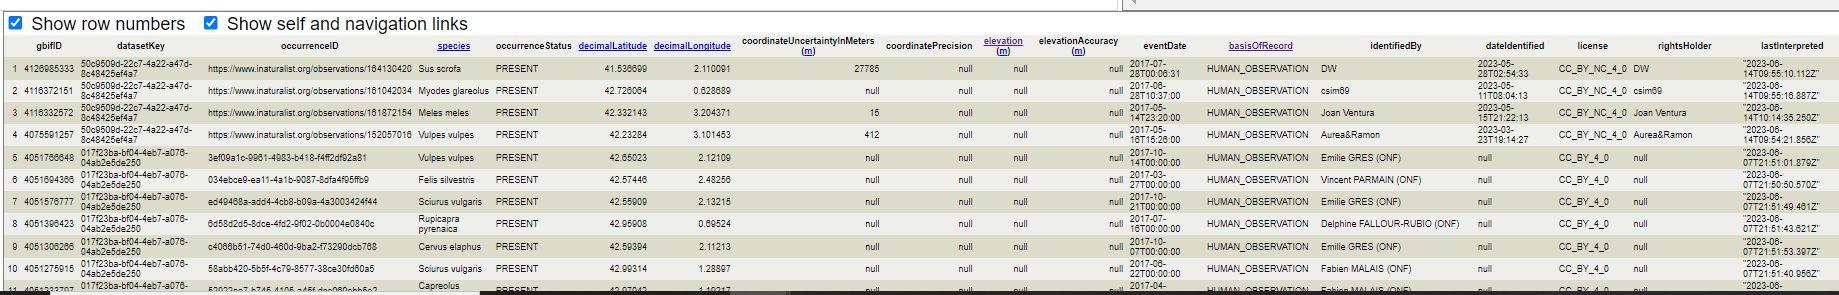 Show row numbers Show self and navigation links
gbifID datasetKey occurrenceID species occurrenceStatus decimalLatitude decimalLongitude coordinateUncertaintyInMeters (m) coordinatePrecision elevation (m) elevationAccuracy (m) eventDate basisOfRecord identifiedBy dateIdentified license rightsHolder lastInterpreted
1 4126985333 50c9509d-22c7-4a22-a47d-8c48425ef4a7 https://www.inaturalist.org/observations/164130420 Sus scrofa PRESENT 41.536699 2.110091 27785 null null null 2017-07-28T00:06:31 HUMAN_OBSERVATION DW 2023-05-28T02:54:33 CC_BY_NC_4_0 DW "2023-06-14T09:55:10.112Z"
2 4116372151 50c9509d-22c7-4a22-a47d-8c48425ef4a7 https://www.inaturalist.org/observations/161042034 Myodes glareolus PRESENT 42.726064 0.628689 null null null null 2017-06-28T10:37:00 HUMAN_OBSERVATION csim69 2023-05-11T08:04:13 CC_BY_NC_4_0 csim69 "2023-06-14T09:55:16.887Z"
3 4116332572 50c9509d-22c7-4a22-a47d-8c48425ef4a7 https://www.inaturalist.org/observations/161872154 Meles meles PRESENT 42.332143 3.204371 15 null null null 2017-05-14T23:20:00 HUMAN_OBSERVATION Joan Ventura 2023-05-15T21:22:13 CC_BY_NC_4_0 Joan Ventura "2023-06-14T10:14:35.250Z"
4 4075591257 50c9509d-22c7-4a22-a47d-8c48425ef4a7 https://www.inaturalist.org/observations/152057016 Vulpes vulpes PRESENT 42.23284 3.101453 412 null null null 2017-05-16T15:26:00 HUMAN_OBSERVATION Aurea&Ramon 2023-03-23T19:14:27 CC_BY_NC_4_0 Aurea&Ramon "2023-06-14T09:54:21.856Z"
5 4051766648 017f23ba-bf04-4eb7-a076-04ab2e5de250 3ef09a1c-9961-4983-b418-f4ff2df92a81 Vulpes vulpes PRESENT 42.65023 2.12109 null null null null 2017-10-14T00:00:00 HUMAN_OBSERVATION Emilie GRES (ONF) null CC_BY_4_0 null "2023-06-07T21:51:01.879Z"
6 4051694366 017f23ba-bf04-4eb7-a076-04ab2e5de250 034ebce9-ea11-4a1b-9087-8dfa4f95ffb9 Felis silvestris PRESENT 42.57446 2.48256 null null null null 2017-03-27T00:00:00 HUMAN_OBSERVATION Vincent PARMAIN (ONF) null CC_BY_4_0 null "2023-06-07T21:50:50.570Z"
7 4051576777 017f23ba-bf04-4eb7-a076-04ab2e5de250 ed49468a-add4-4cb8-b09a-4a3003424f44 Sciurus vulgaris PRESENT 42.55909 2.13215 null null null null 2017-10-21T00:00:00 HUMAN_OBSERVATION Emilie GRES (ONF) null CC_BY_4_0 null "2023-06-07T21:51:49.461Z"
8 4051396423 017f23ba-bf04-4eb7-a076-04ab2e5de250 6d58d2d5-8dce-4fd2-9f02-0b0004e0840c Rupicapra pyrenaica PRESENT 42.95908 0.69524 null null null null 2017-07-16T00:00:00 HUMAN_OBSERVATION Delphine FALLOUR-RUBIO (ONF) null CC_BY_4_0 null "2023-06-07T21:51:43.621Z"
9 4051306266 017f23ba-bf04-4eb7-a076-04ab2e5de250 c4066b51-74d0-460d-9ba2-f73290dcb768 Cervus elaphus PRESENT 42.59394 2.11213 null null null null 2017-10-07T00:00:00 HUMAN_OBSERVATION Emilie GRES (ONF) null CC_BY_4_0 null "2023-06-07T21:51:53.397Z"
10 4051275915 017f23ba-bf04-4eb7-a076-04ab2e5de250 58abb420-5b5f-4c79-8577-38ce30fd60a5 Sciurus vulgaris PRESENT 42.99314 1.28897 null null null null 2017-06-22T00:00:00 HUMAN_OBSERVATION Fabien MALAIS (ONF) null CC_BY_4_0 null "2023-06-07T21:51:40.956Z"
017f23ba-bf04-4eb7-a076- Capreolus PRESENT null null null null 2017-04- HUMAN_OBSERVATION Fabien MALAIS (ONF) null CC_BY_4_0 null "2023-06-